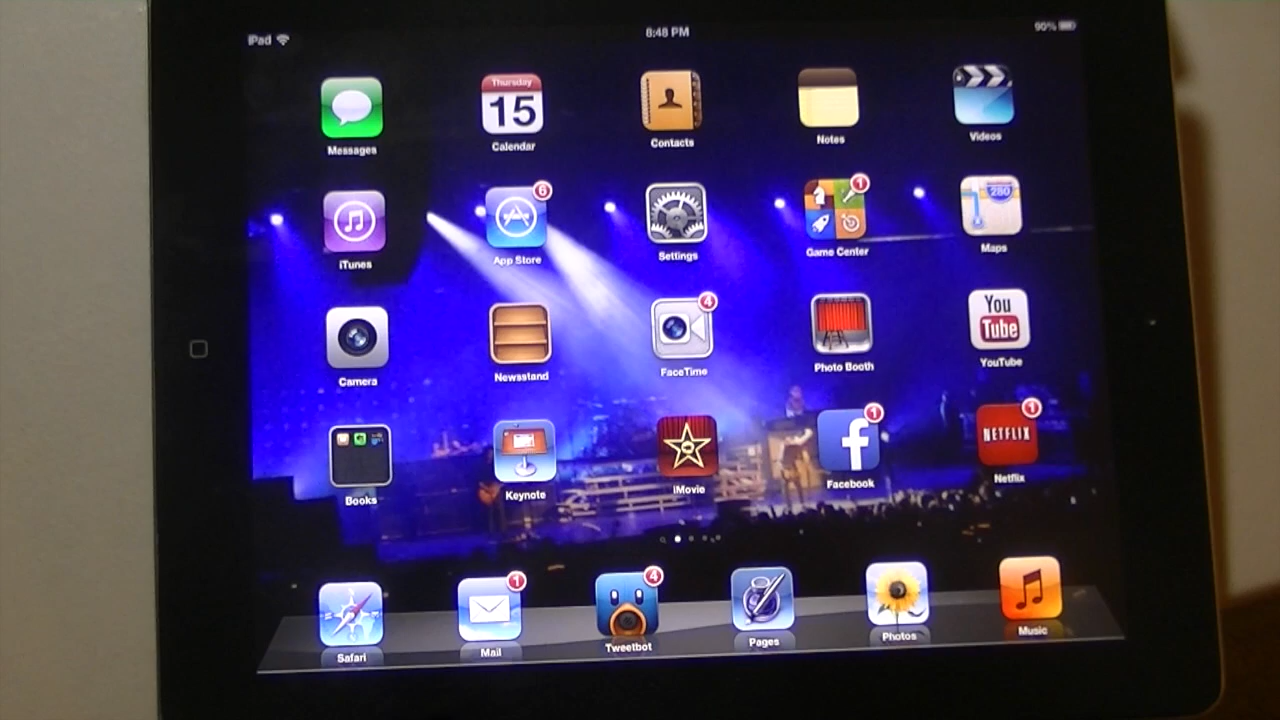 iPad 8:48 PM 90%
Thursday
15
Messages Calendar Contacts Notes Videos
6 1 280
iTunes App Store Settings Game Center Maps
4 You Tube
Camera Newsstand FaceTime Photo Booth YouTube
1 NETFLIX 1
Books Keynote iMovie Facebook Netflix
1 4
Safari Mail Tweetbot Pages Photos Music